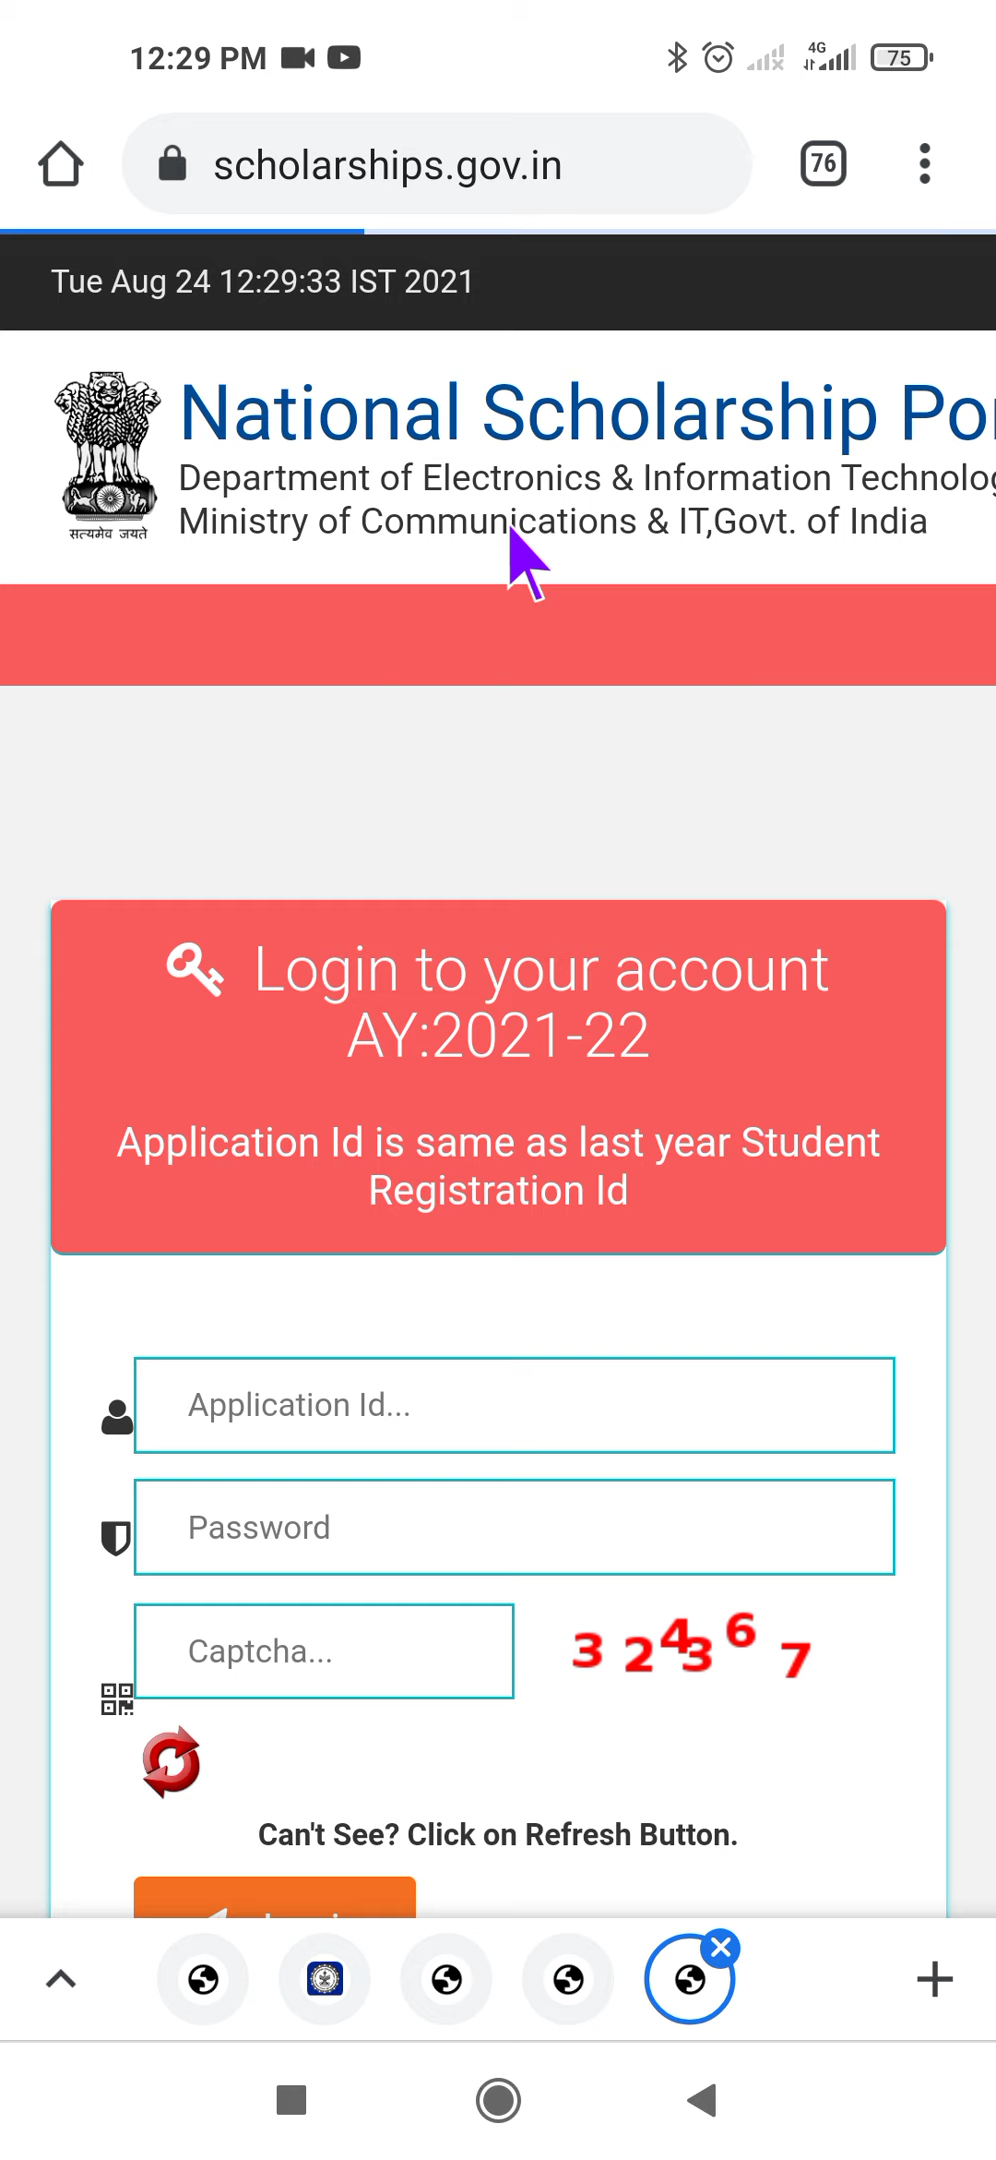 12:29 PM
4G
75
scholarships.gov.in
76
Tue Aug 24 12:29:33 IST 2021
National Scholarship Po
Department of Electronics & Information Technolog
Ministry of Communications & IT,Govt. of India
सत्यमेव जयते
Login to your account
AY:2021-22
Application Id is same as last year Student
Registration Id
Application Id...
Password
Captcha...
3 2 4 3 6 7
Can't See? Click on Refresh Button.